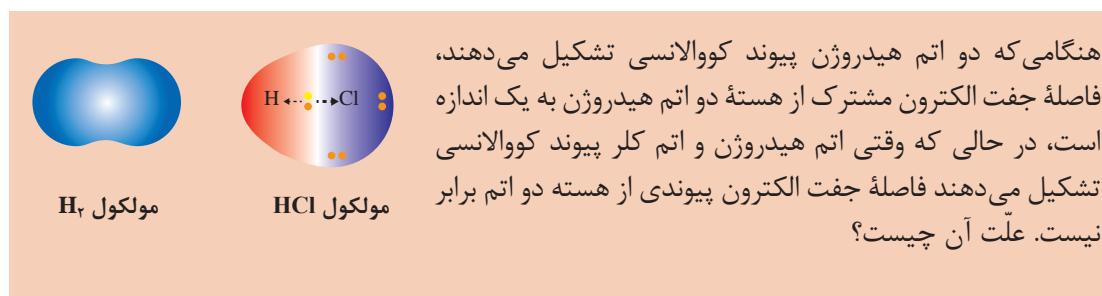 هنگامی‌که دو اتم هیدروژن پیوند کووالانسی تشکیل می‌دهند،
فاصلهٔ جفت الکترون مشترک از هستهٔ دو اتم هیدروژن به یک اندازه
است، در حالی که وقتی اتم هیدروژن و اتم کلر پیوند کووالانسی
تشکیل می‌دهند فاصلهٔ جفت الکترون پیوندی از هسته دو اتم برابر
نیست. علّت آن چیست؟
H Cl
مولکول HCl
مولکول H₂